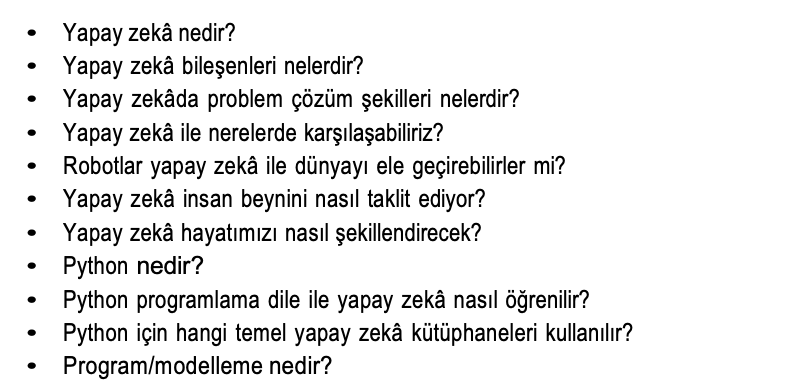 • Yapay zekâ nedir?
• Yapay zekâ bileşenleri nelerdir?
• Yapay zekâda problem çözüm şekilleri nelerdir?
• Yapay zekâ ile nerelerde karşılaşabiliriz?
• Robotlar yapay zekâ ile dünyayı ele geçirebilirler mi?
• Yapay zekâ insan beynini nasıl taklit ediyor?
• Yapay zekâ hayatımızı nasıl şekillendirecek?
• Python nedir?
• Python programlama dile ile yapay zekâ nasıl öğrenilir?
• Python için hangi temel yapay zekâ kütüphaneleri kullanılır?
• Program/modelleme nedir?